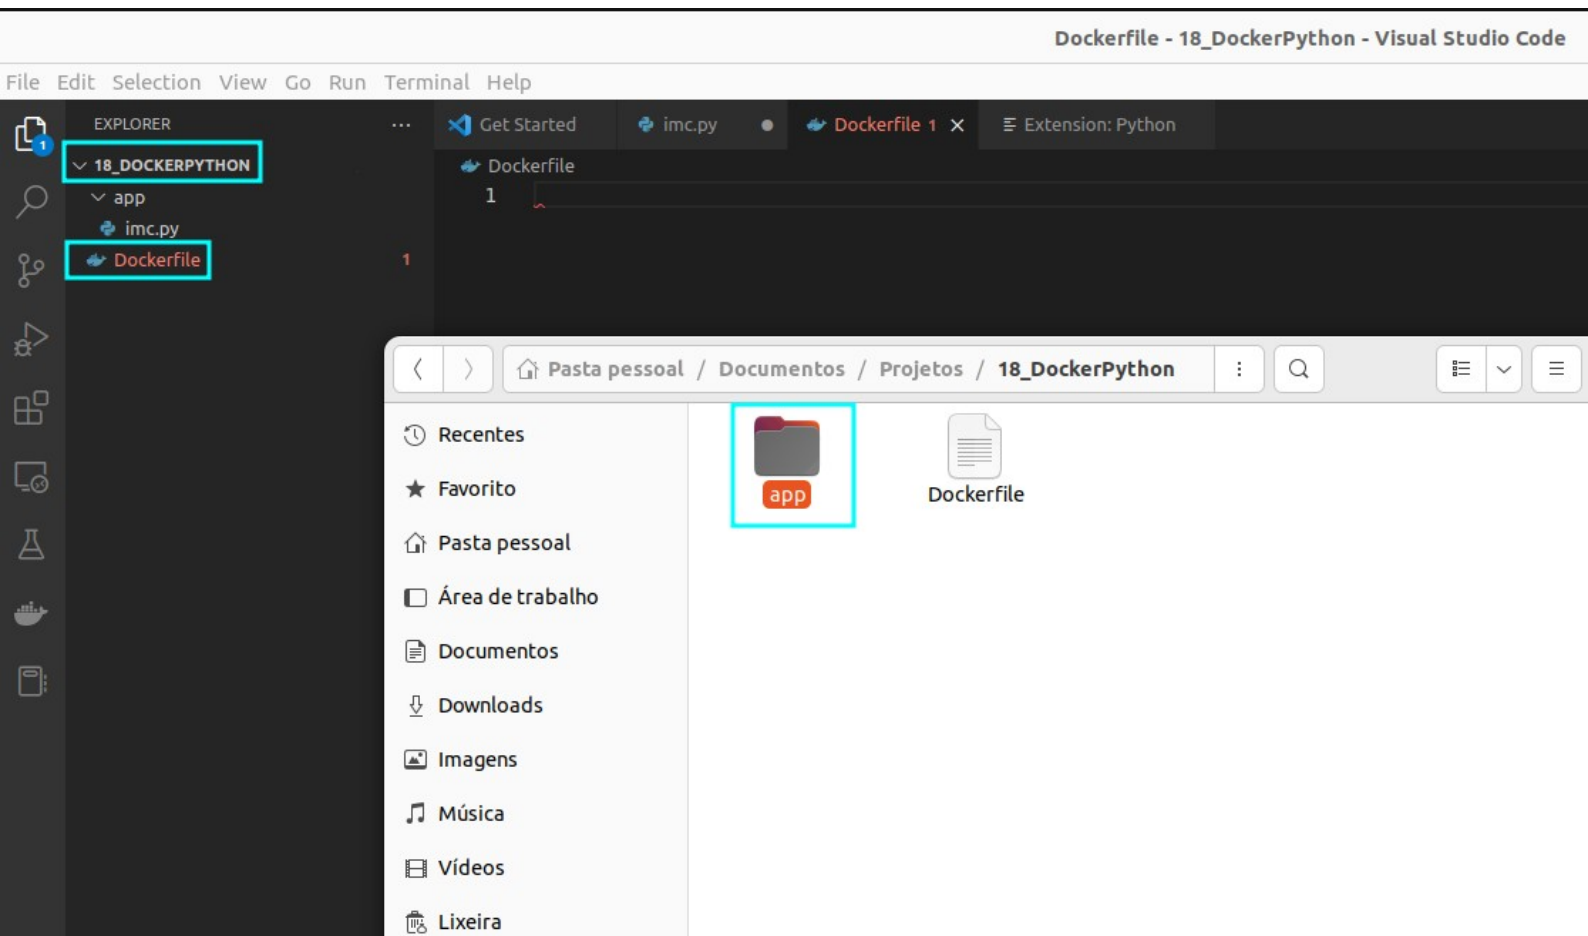 Dockerfile - 18_DockerPython - Visual Studio Code
File Edit Selection View Go Run Terminal Help
EXPLORER ...
Get Started
imc.py
Dockerfile 1
Extension: Python
1
18_DOCKERPYTHON
app
imc.py
Dockerfile 1
Dockerfile
1
Pasta pessoal / Documentos / Projetos / 18_DockerPython
Recentes
Favorito
Pasta pessoal
Área de trabalho
Documentos
Downloads
Imagens
Música
Vídeos
Lixeira
app
Dockerfile